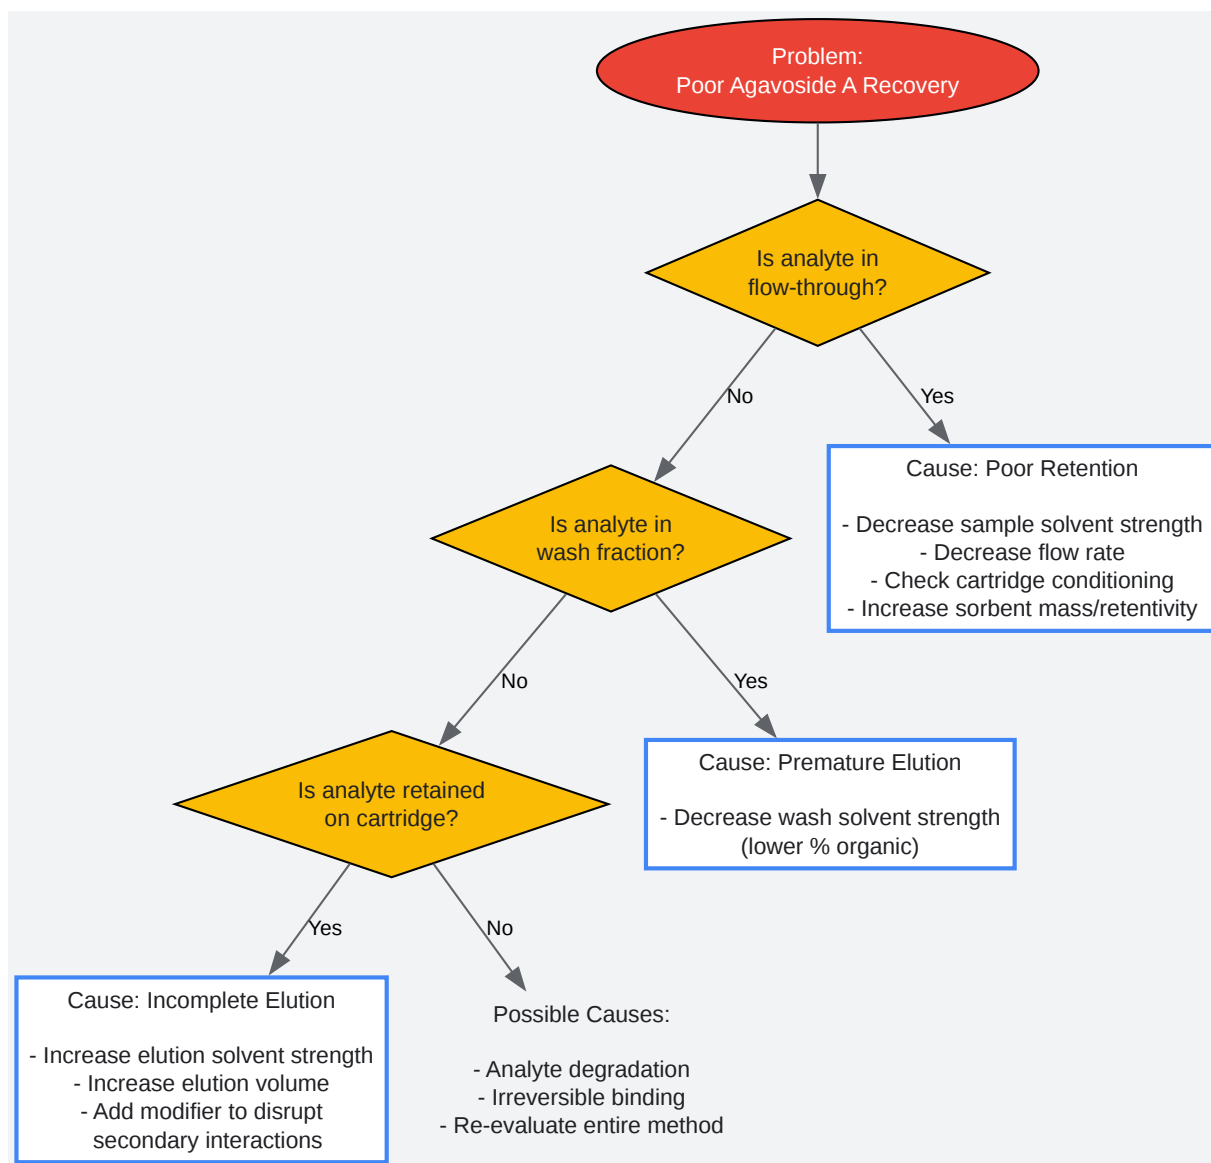 Problem:
Poor Agavoside A Recovery
Is analyte in
flow-through?
No
Yes
Cause: Poor Retention
- Decrease sample solvent strength
- Decrease flow rate
- Check cartridge conditioning
- Increase sorbent mass/retentivity
Is analyte in
wash fraction?
No
Yes
Cause: Premature Elution
- Decrease wash solvent strength
(lower % organic)
Is analyte retained
on cartridge?
Yes
No
Cause: Incomplete Elution
- Increase elution solvent strength
- Increase elution volume
- Add modifier to disrupt
secondary interactions
Possible Causes:
- Analyte degradation
- Irreversible binding
- Re-evaluate entire method